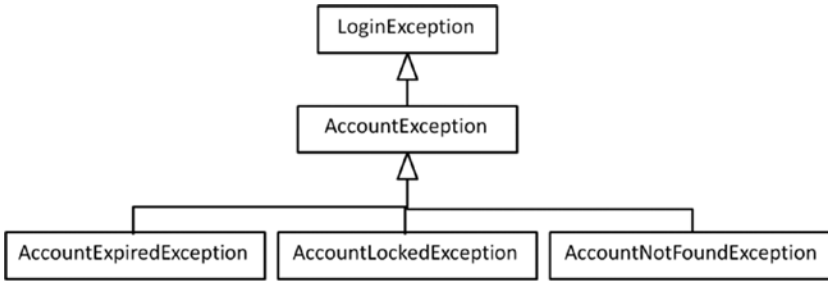 LoginException
AccountException
AccountExpiredException
AccountLockedException
AccountNotFoundException